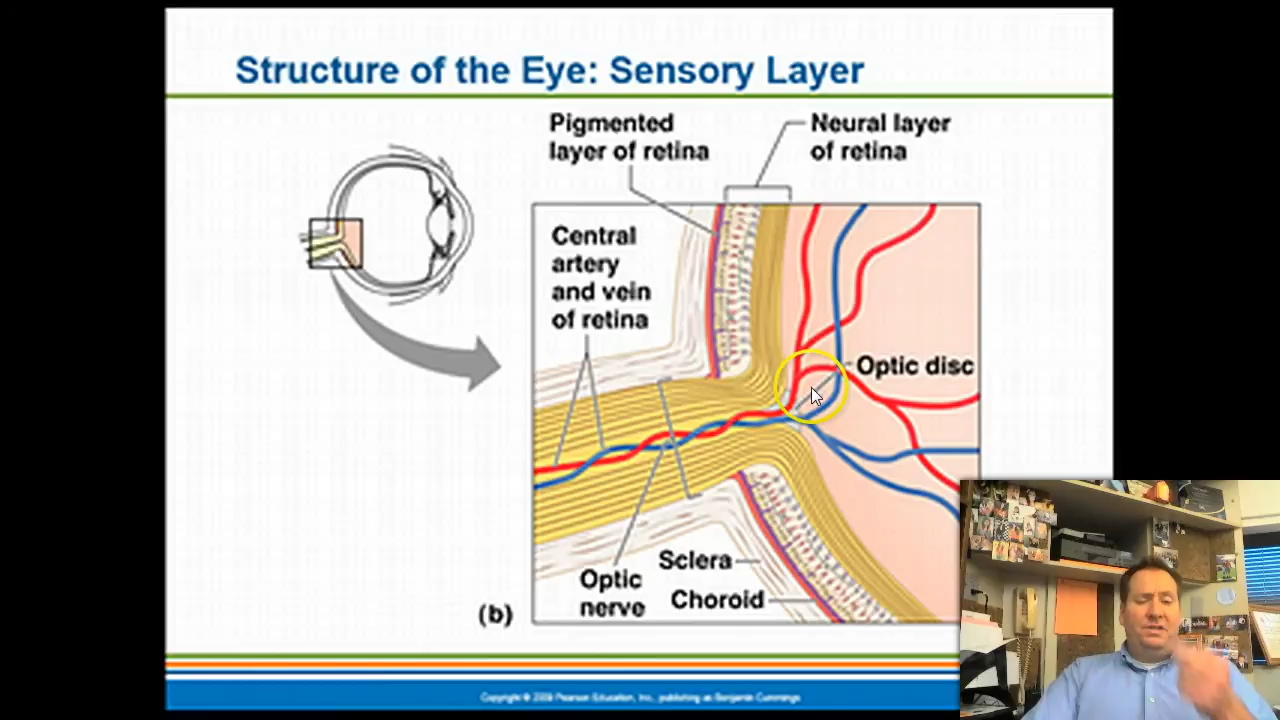 Structure of the Eye: Sensory Layer
Pigmented
layer of retina
Neural layer
of retina
Central
artery
and vein
of retina
Optic disc
Sclera
Optic
nerve
Choroid
(b)
Copyright © 2009 Pearson Education, Inc., publishing as Benjamin Cummings